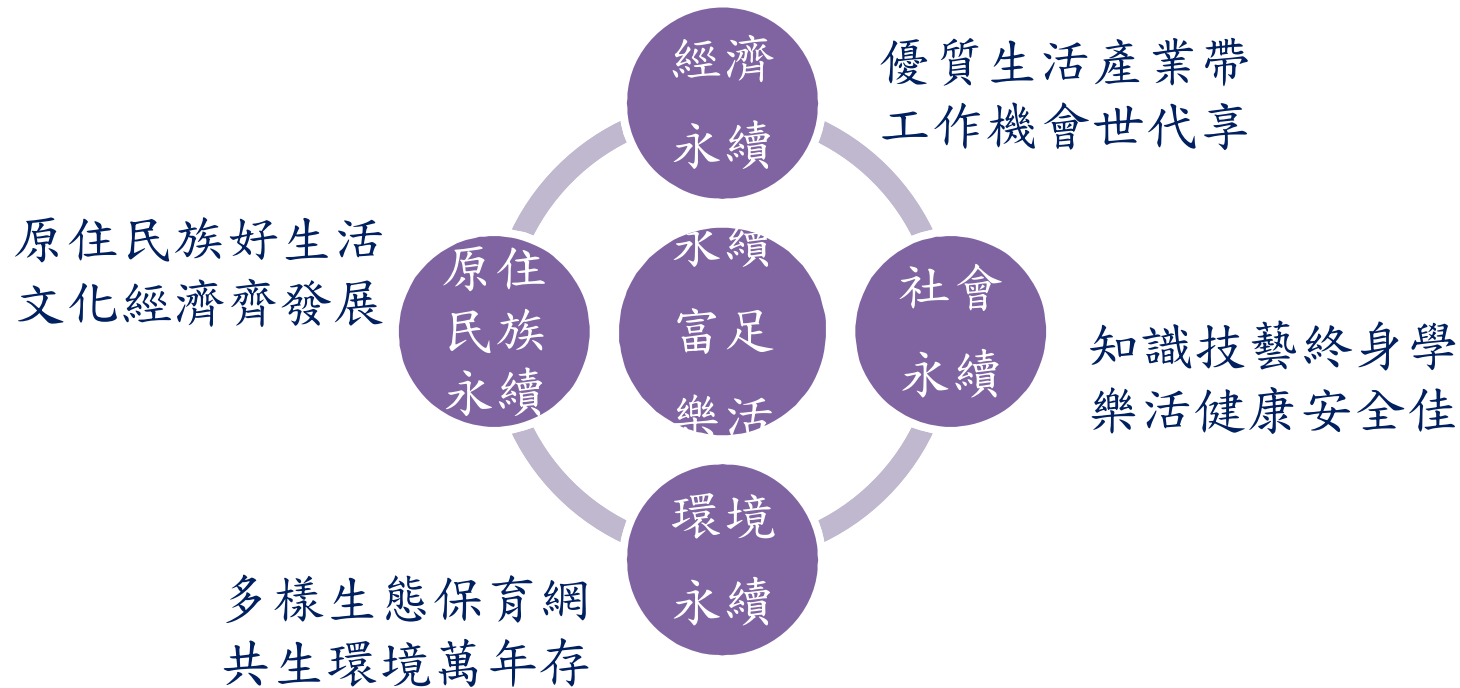 經濟
永續
優質生活產業帶
工作機會世代享
原住民族好生活
文化經濟齊發展
原住
民族
永續
永續
富足
樂活
社會
永續
知識技藝終身學
樂活健康安全佳
環境
永續
多樣生態保育網
共生環境萬年存